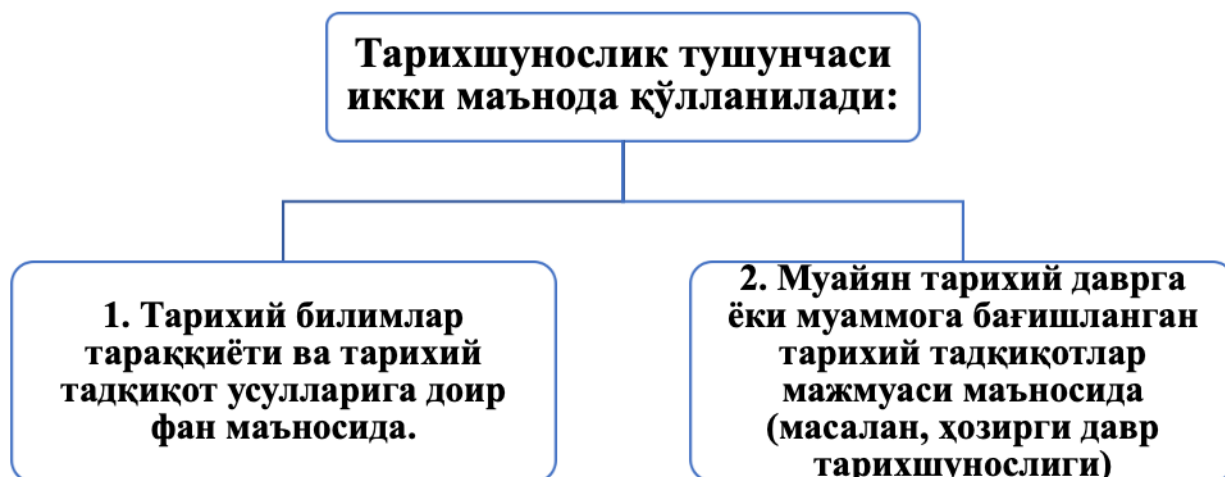 Тарихшунослик тушунчаси
икки маънода қўлланилади:
1. Тарихий билимлар
тараққиёти ва тарихий
тадқиқот усулларига доир
фан маъносида.
2. Муайян тарихий даврга
ёки муаммога бағишланган
тарихий тадқиқотлар
мажмуаси маъносида
(масалан, ҳозирги давр
тарихшунослиги)